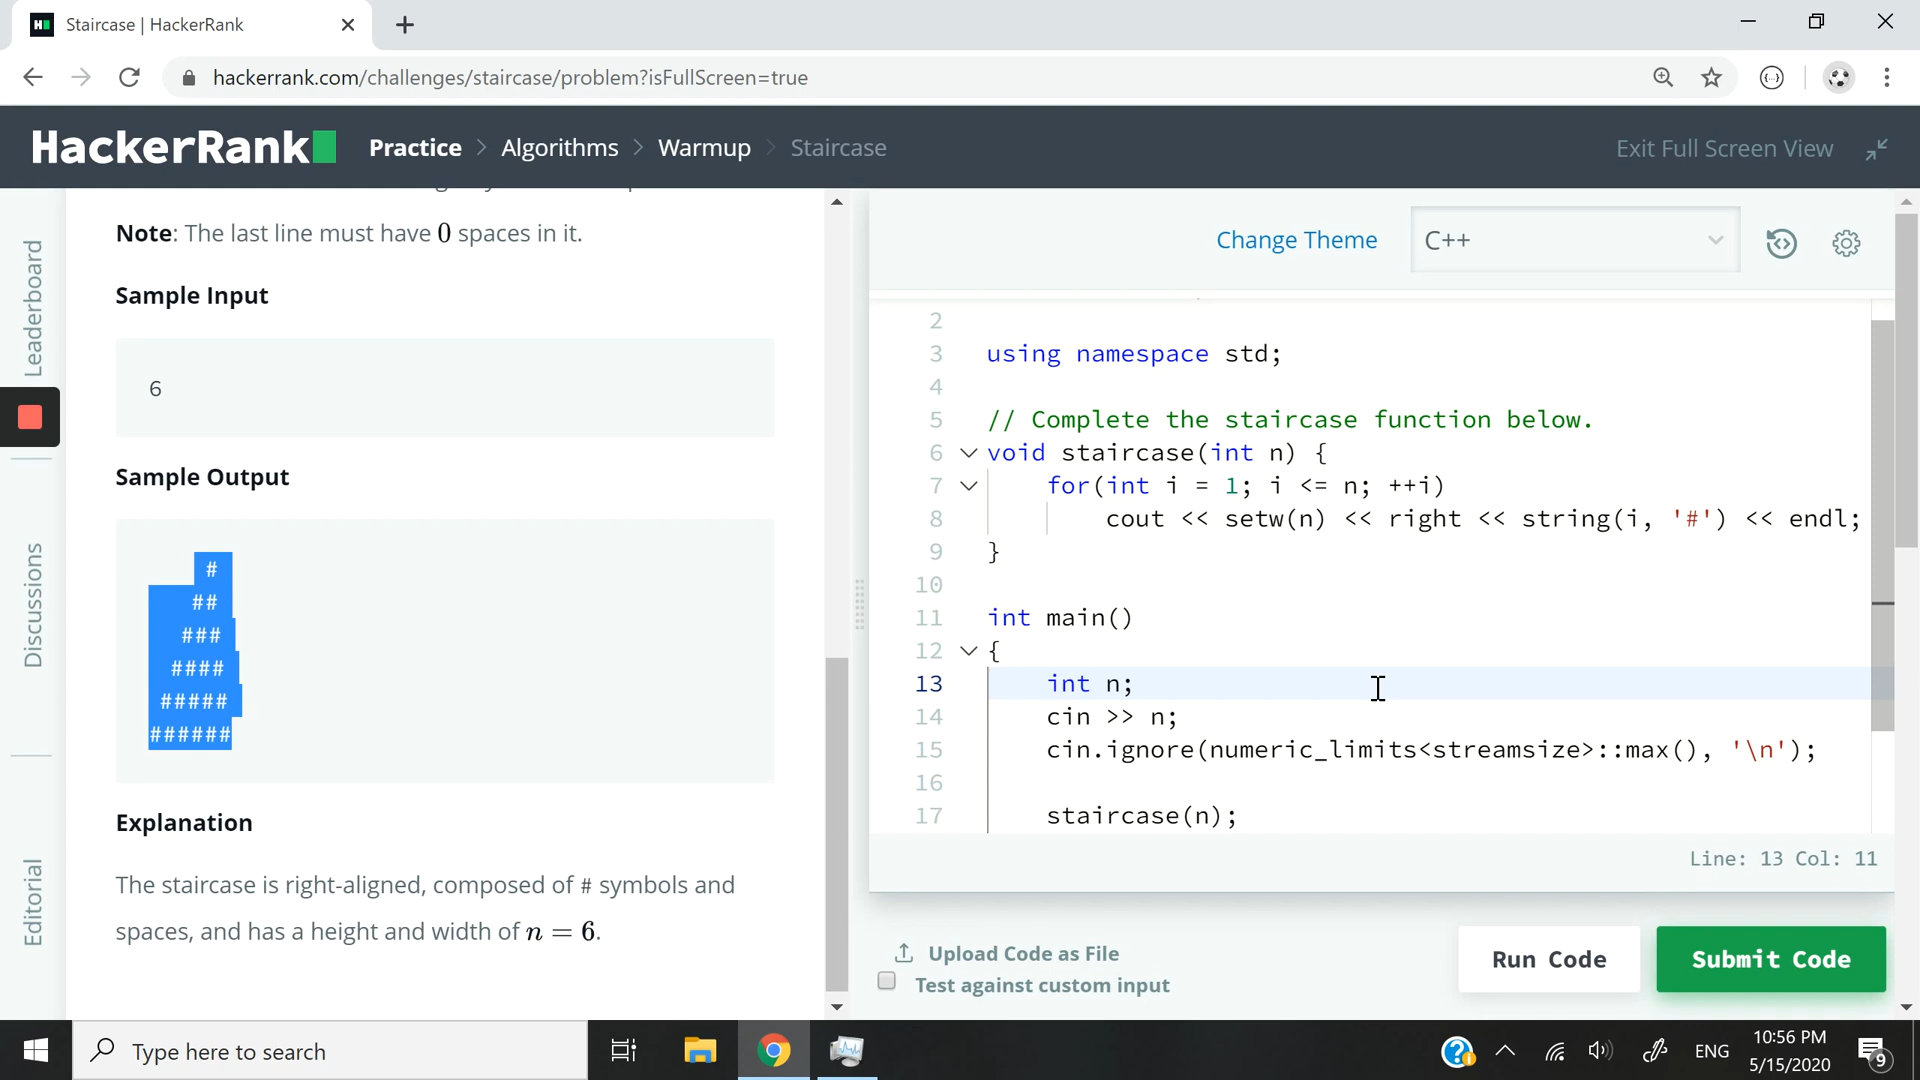 Staircase | HackerRank
hackerrank.com/challenges/staircase/problem?isFullScreen=true
HackerRank
Practice > Algorithms > Warmup > Staircase
Exit Full Screen View
Leaderboard
Discussions
Editorial
Note: The last line must have 0 spaces in it.
Sample Input
6
Sample Output
#
##
###
####
#####
######
Explanation
The staircase is right-aligned, composed of # symbols and
spaces, and has a height and width of n = 6.
Change Theme
C++
2
3 using namespace std;
4
5 // Complete the staircase function below.
6 void staircase(int n) {
7 for(int i = 1; i <= n; ++i)
8 cout << setw(n) << right << string(i, '#') << endl;
9 }
10
11 int main()
12 {
13 int n;
14 cin >> n;
15 cin.ignore(numeric_limits<streamsize>::max(), '\n');
16
17 staircase(n);
Line: 13 Col: 11
Upload Code as File
Test against custom input
Run Code
Submit Code
Type here to search
ENG
10:56 PM
5/15/2020
9